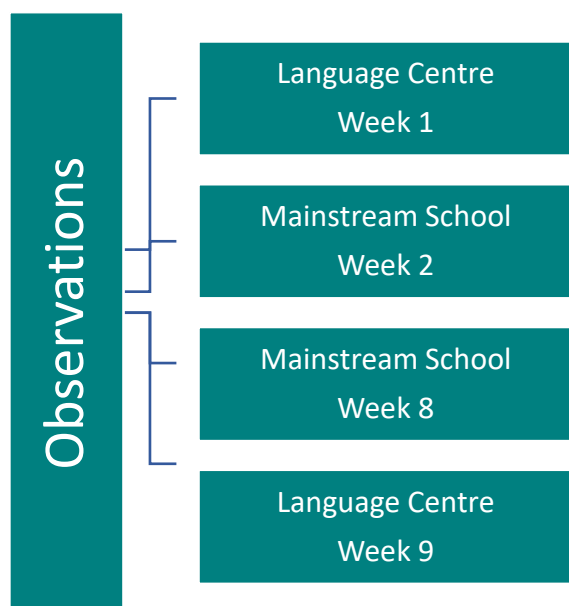 Observations
Language Centre
Week 1
Mainstream School
Week 2
Mainstream School
Week 8
Language Centre
Week 9